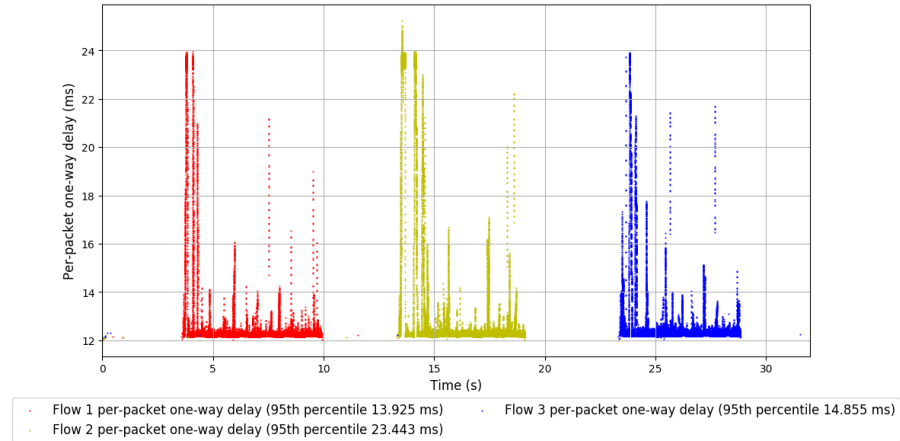 24
22
20
18
16
14
12
Per-packet one-way delay (ms)
0 5 10 15 20 25 30
Time (s)
Flow 1 per-packet one-way delay (95th percentile 13.925 ms)
Flow 2 per-packet one-way delay (95th percentile 23.443 ms)
Flow 3 per-packet one-way delay (95th percentile 14.855 ms)